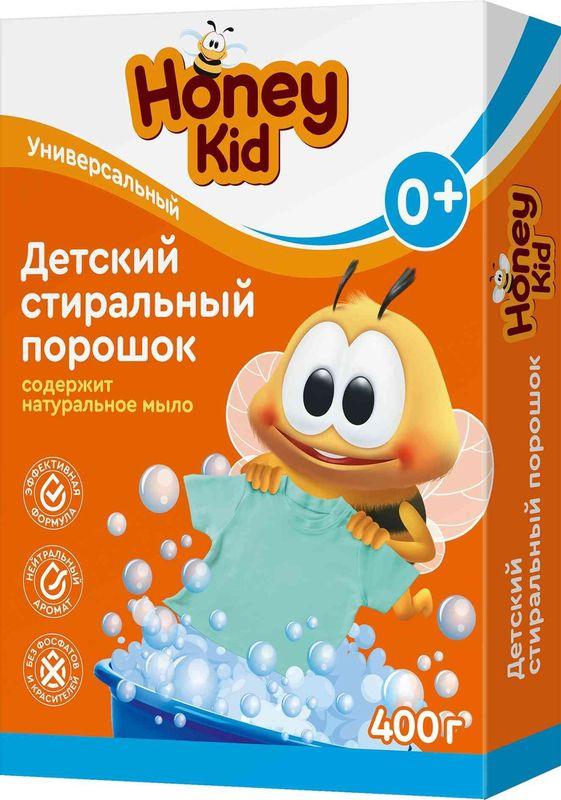 Honey
Kid
Универсальный
0+
Детский
стиральный
порошок
содержит
натуральное мыло
ЭФФЕКТИВНАЯ
ФОРМУЛА
НЕЙТРАЛЬНЫЙ
АРОМАТ
БЕЗ ФОСФАТОВ
И КРАСИТЕЛЕЙ
400г
Honey
Kid
Детский
стиральный порошок